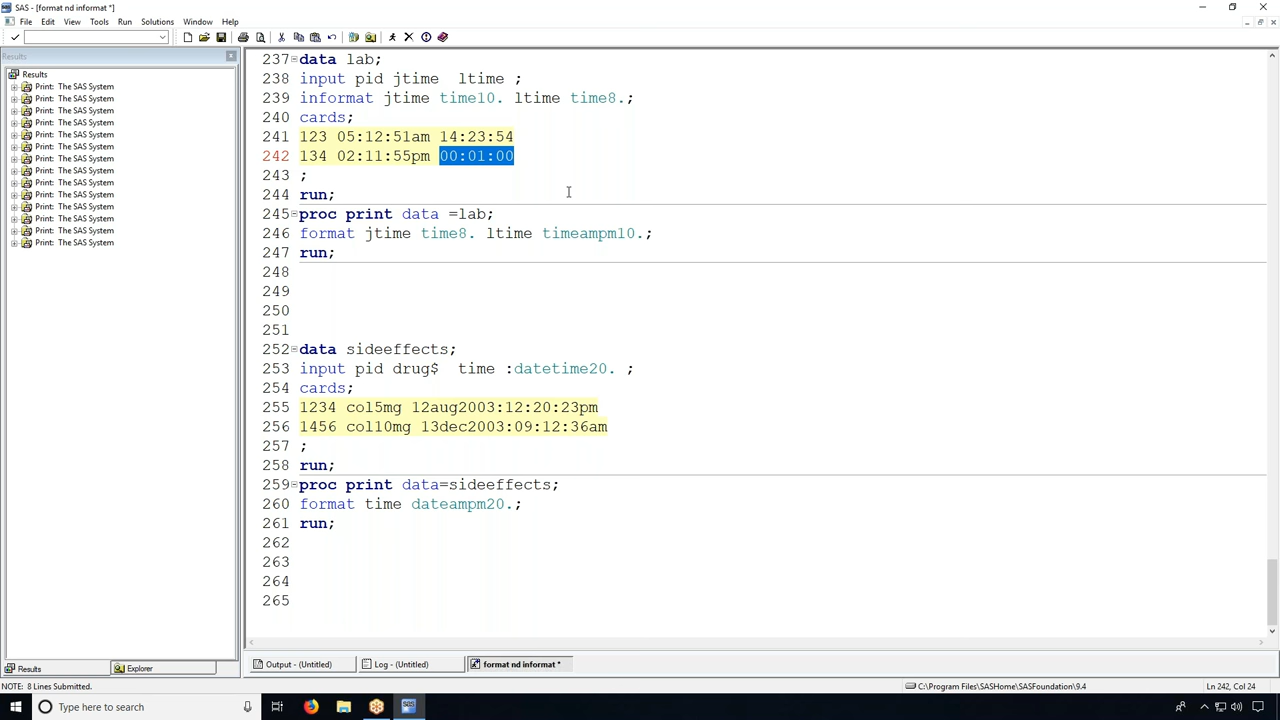 SAS - [format nd informat *]
File Edit View Tools Run Solutions Window Help
Results
Results
Print: The SAS System
Print: The SAS System
Print: The SAS System
Print: The SAS System
Print: The SAS System
Print: The SAS System
Print: The SAS System
Print: The SAS System
Print: The SAS System
Print: The SAS System
Print: The SAS System
Print: The SAS System
Print: The SAS System
Print: The SAS System
237 data lab;
238 input pid jtime  ltime ;
239 informat jtime time10. ltime time8.;
240 cards;
241 123 05:12:51am 14:23:54
242 134 02:11:55pm 00:01:00
243 ;
244 run;
245 proc print data =lab;
246 format jtime time8. ltime timeampm10.;
247 run;
248
249
250
251
252 data sideeffects;
253 input pid drug$  time :datetime20. ;
254 cards;
255 1234 col5mg 12aug2003:12:20:23pm
256 1456 col10mg 13dec2003:09:12:36am
257 ;
258 run;
259 proc print data=sideeffects;
260 format time dateampm20.;
261 run;
262
263
264
265
Results Explorer Output - (Untitled) Log - (Untitled) format nd informat *
NOTE: 8 Lines Submitted. C:\Program Files\SASHome\SASFoundation\9.4 Ln 242, Col 24
Type here to search